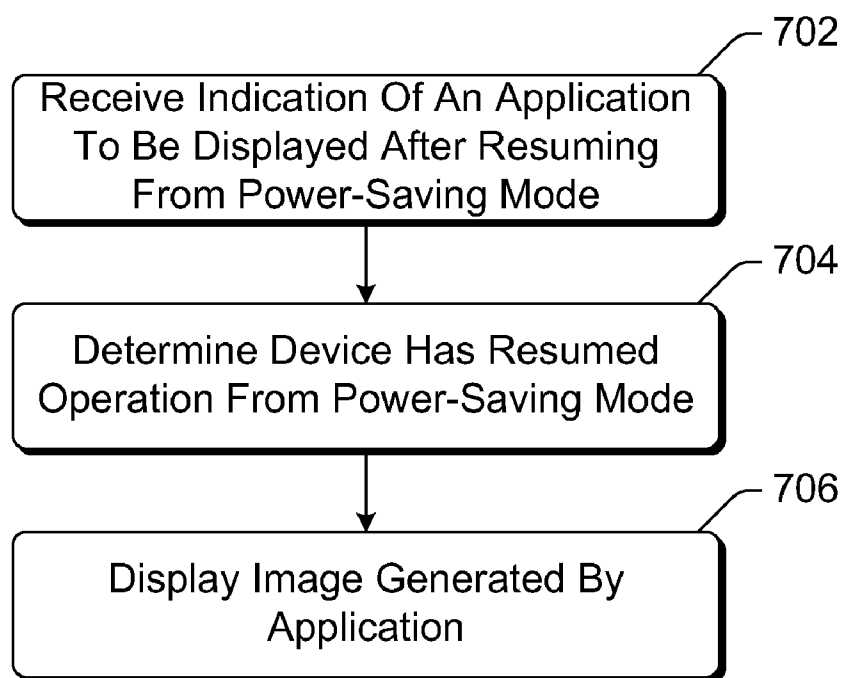 702
Receive Indication Of An Application
To Be Displayed After Resuming
From Power-Saving Mode
704
Determine Device Has Resumed
Operation From Power-Saving Mode
706
Display Image Generated By
Application